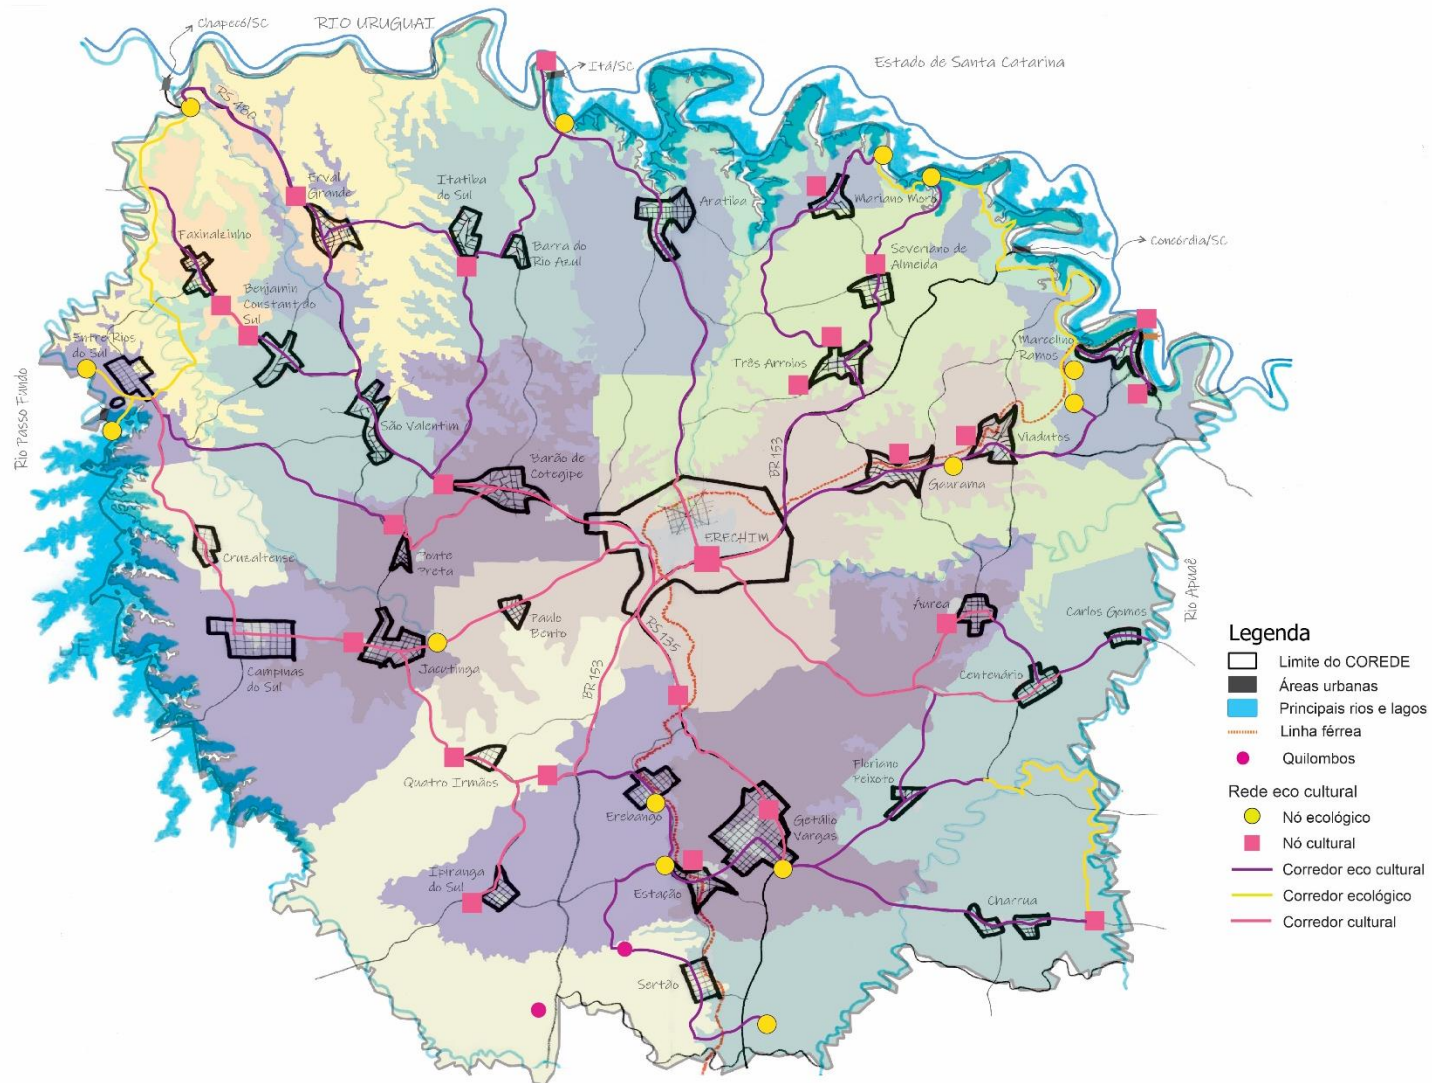 Chapecó/SC
RIO URUGUAI
Itá/SC
Estado de Santa Catarina
RS 480
Erval
Grande
Itatiba
do Sul
Aratiba
Mariano Moro
Faxinalzinho
Barra do
Rio Azul
Severiano de
Almeida
Concórdia/SC
Benjamin
Constant do
Sul
Entre Rios
do Sul
Três Arroios
Marcelino
Ramos
Rio Passo Fundo
São Valentim
Viadutos
Barão de
Cotegipe
BR 153
Gaurama
ERECHIM
Cruzaltense
Ponte
Preta
Rio Apuaê
Paulo
Bento
RS 135
Áurea
Carlos Gomes
Campinas
do Sul
Jacutinga
BR 153
Centenário
Quatro Irmãos
Floriano
Peixoto
Erebango
Getúlio
Vargas
Ipiranga
do Sul
Estação
Charrua
Sertão
Legenda
Limite do COREDE
Áreas urbanas
Principais rios e lagos
Linha férrea
Quilombos
Rede eco cultural
Nó ecológico
Nó cultural
Corredor eco cultural
Corredor ecológico
Corredor cultural